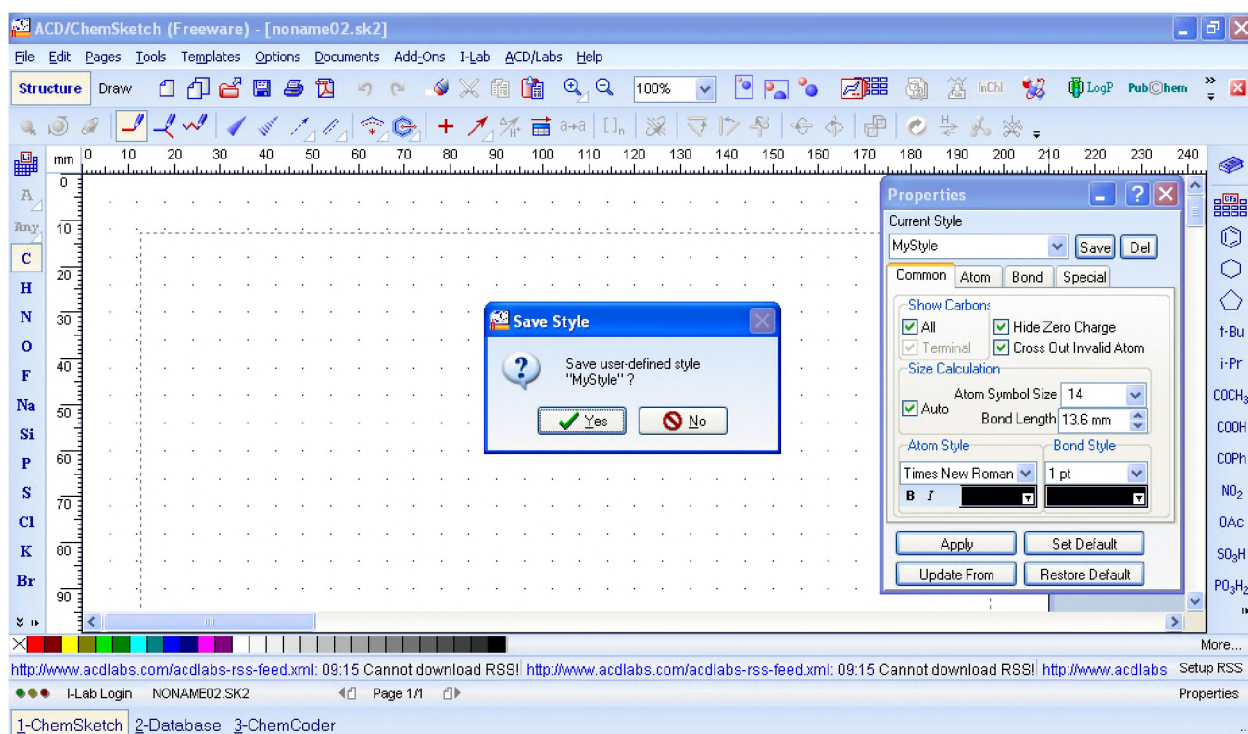 ACD/ChemSketch (Freeware) - [noname02.sk2]
File Edit Pages Tools Templates Options Documents Add-Ons I-Lab ACD/Labs Help
Structure Draw 100% InChI LogP PubChem
mm 0 10 20 30 40 50 60 70 80 90 100 110 120 130 140 150 160 170 180 190 200 210 220 230 240
0
10
20
30
40
50
60
70
80
90
A
Any
C
H
N
O
F
Na
Si
P
S
Cl
K
Br
Save Style
Save user-defined style
"MyStyle" ?
Yes No
Properties
Current Style
MyStyle Save Del
Common Atom Bond Special
Show Carbons
All Hide Zero Charge
Terminal Cross Out Invalid Atom
Size Calculation
Atom Symbol Size 14
Auto
Bond Length 13.6 mm
Atom Style Bond Style
Times New Roman 1 pt
B I
Apply Set Default
Update From Restore Default
t-Bu
i-Pr
COCH3
COOH
COPh
NO2
OAc
SO3H
PO3H2
More...
http://www.acdlabs.com/acdlabs-rss-feed.xml: 09:15 Cannot download RSS! http://www.acdlabs.com/acdlabs-rss-feed.xml: 09:15 Cannot download RSS! http://www.acdlabs Setup RSS
I-Lab Login NONAME02.SK2 Page 1/1 Properties
1-ChemSketch 2-Database 3-ChemCoder